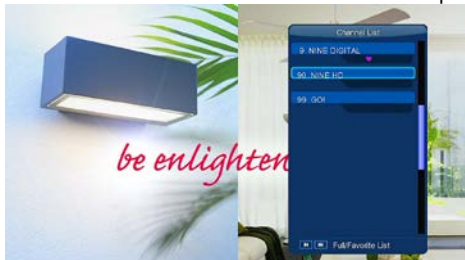 be enlighten
Channel List
9 NINE DIGITAL
90 NINE HD
99 GO!
Full/Favorite List